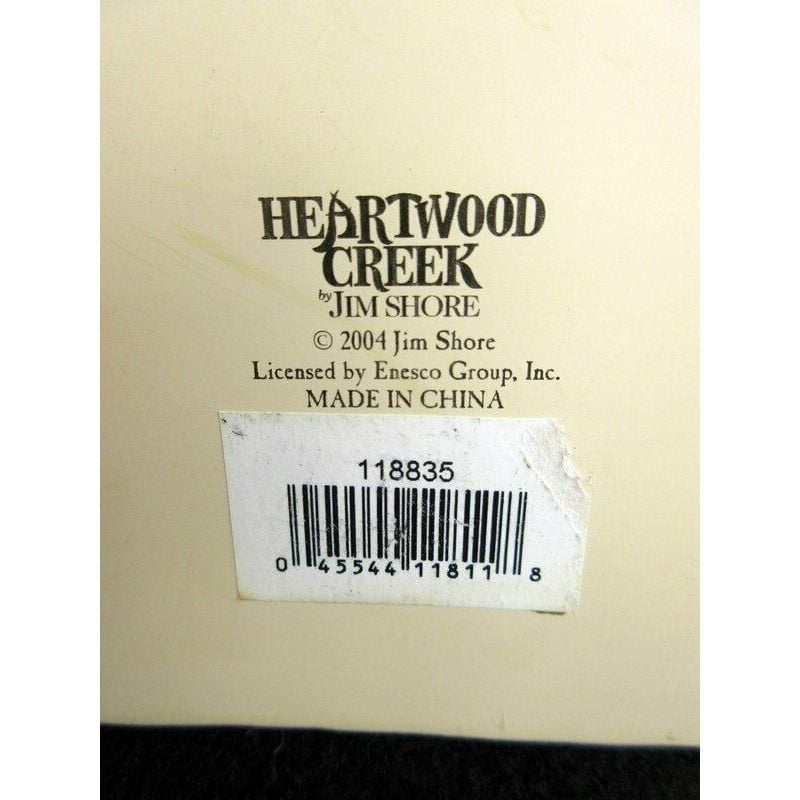 HEARTWOOD
CREEK
by JIM SHORE
© 2004 Jim Shore
Licensed by Enesco Group, Inc.
MADE IN CHINA
118835
0 45544 11811 8